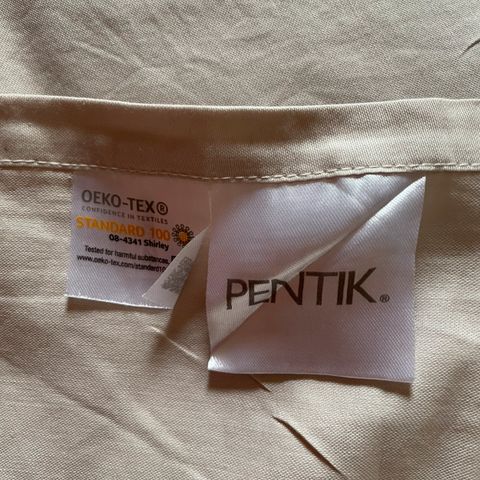 OEKO-TEX®
CONFIDENCE IN TEXTILES
STANDARD 100
08-4341 Shirley
Tested for harmful substances.
www.oeko-tex.com/standard10
PENTIK®